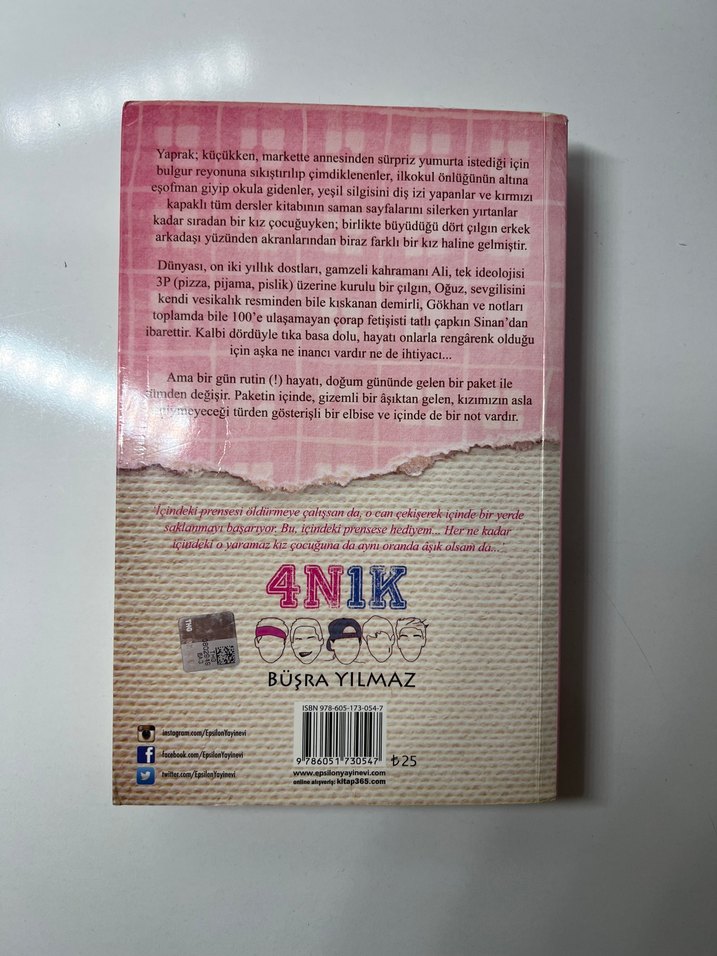 Yaprak; küçükken, markette annesinden sürpriz yumurta istediği için
bulgur reyonuna sıkıştırılıp çimdiklenenler, ilkokul önlüğünün altına
eşofman giyip okula gidenler, yeşil silgisini diş izi yapanlar ve kırmızı
kapaklı tüm dersler kitabının saman sayfalarını silerken yırtanlar
kadar sıradan bir kız çocuğuyken; birlikte büyüdüğü dört çılgın erkek
arkadaşı yüzünden akranlarından biraz farklı bir kız haline gelmiştir.
Dünyası, on iki yıllık dostları, gamzeli kahramanı Ali, tek ideolojisi
3P (pizza, pijama, pislik) üzerine kurulu bir çılgın, Oğuz, sevgilisini
kendi vesikalık resminden bile kıskanan demirli, Gökhan ve notları
toplamda bile 100'e ulaşamayan çorap fetişisti tatlı çapkın Sinan'dan
ibarettir. Kalbi dördüyle tıka basa dolu, hayatı onlarla rengârenk olduğu
için aşka ne inancı vardır ne de ihtiyacı...
Ama bir gün rutin (!) hayatı, doğum gününde gelen bir paket ile
değişir. Paketin içinde, gizemli bir âşıktan gelen, kızımızın asla
türden gösterişli bir elbise ve içinde de bir not vardır.
İçindeki prensesi öldürmeye çalışsan da, o can çekişerek içinde bir yerde
saklanmayı başarıyor. Bu, içindeki prensese hediyem... Her ne kadar
içindeki o yaramaz kız çocuğuna da aynı oranda âşık olsam da...
4N1K
BÜŞRA YILMAZ
ISBN 978-605-173-054-7
9 786051 730547
₺25
instagram.com/EpsilonYayinevi
facebook.com/EpsilonYayinevi
twitter.com/EpsilonYayinevi
www.epsilonyayinevi.com
online alışveriş: kitap365.com